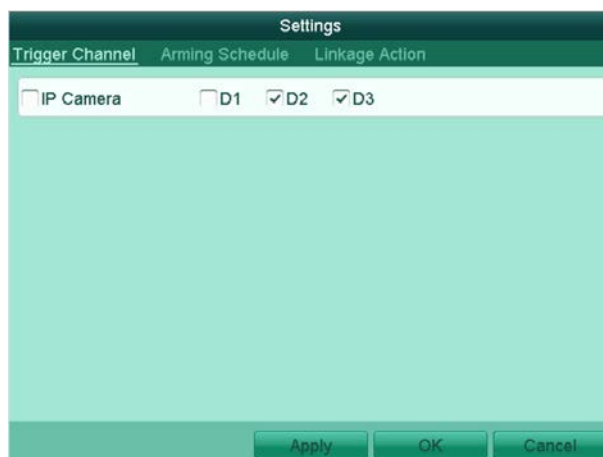 Settings
Trigger Channel Arming Schedule Linkage Action
IP Camera D1 D2 D3
Apply OK Cancel